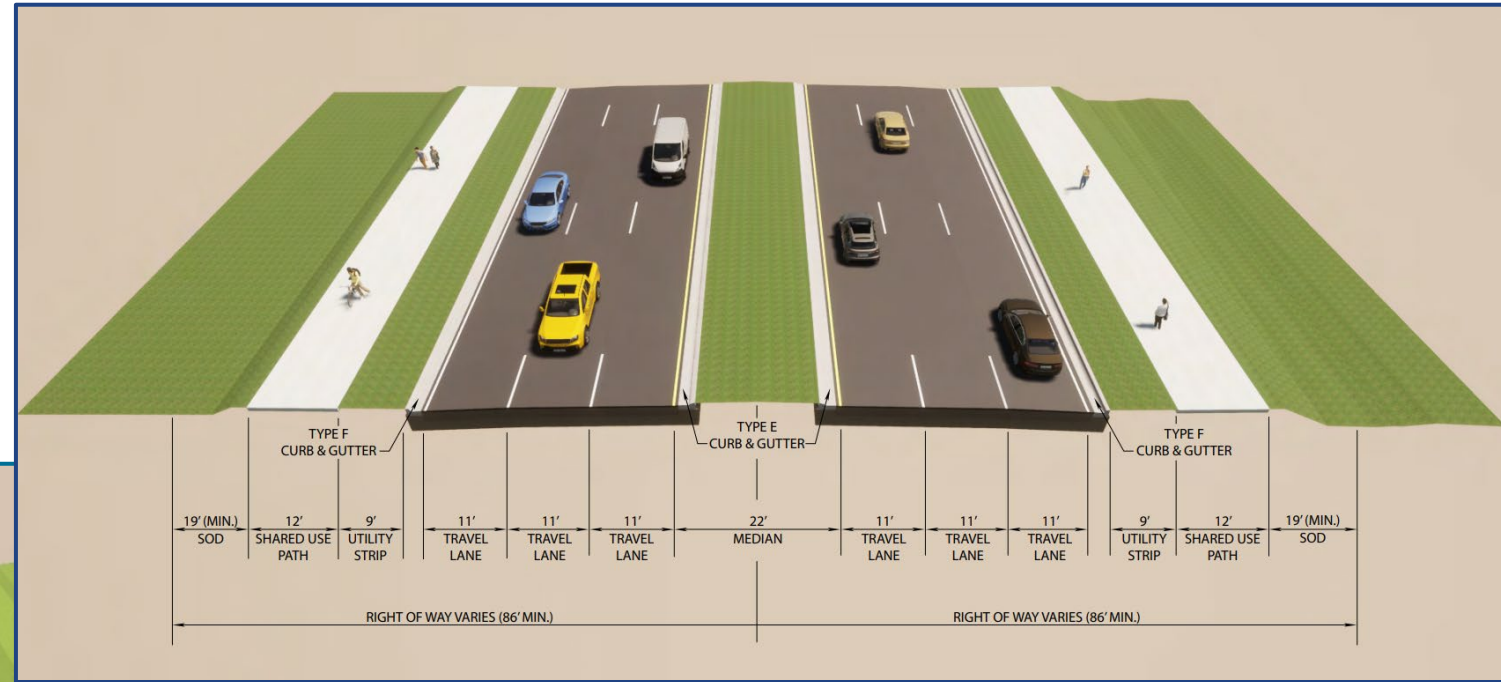 TYPE F
CURB & GUTTER
TYPE E
CURB & GUTTER
TYPE F
CURB & GUTTER
19' (MIN.)
SOD
12'
SHARED USE
PATH
9'
UTILITY
STRIP
11'
TRAVEL
LANE
11'
TRAVEL
LANE
11'
TRAVEL
LANE
22'
MEDIAN
11'
TRAVEL
LANE
11'
TRAVEL
LANE
11'
TRAVEL
LANE
9'
UTILITY
STRIP
12'
SHARED USE
PATH
19' (MIN.)
SOD
RIGHT OF WAY VARIES (86' MIN.)
RIGHT OF WAY VARIES (86' MIN.)